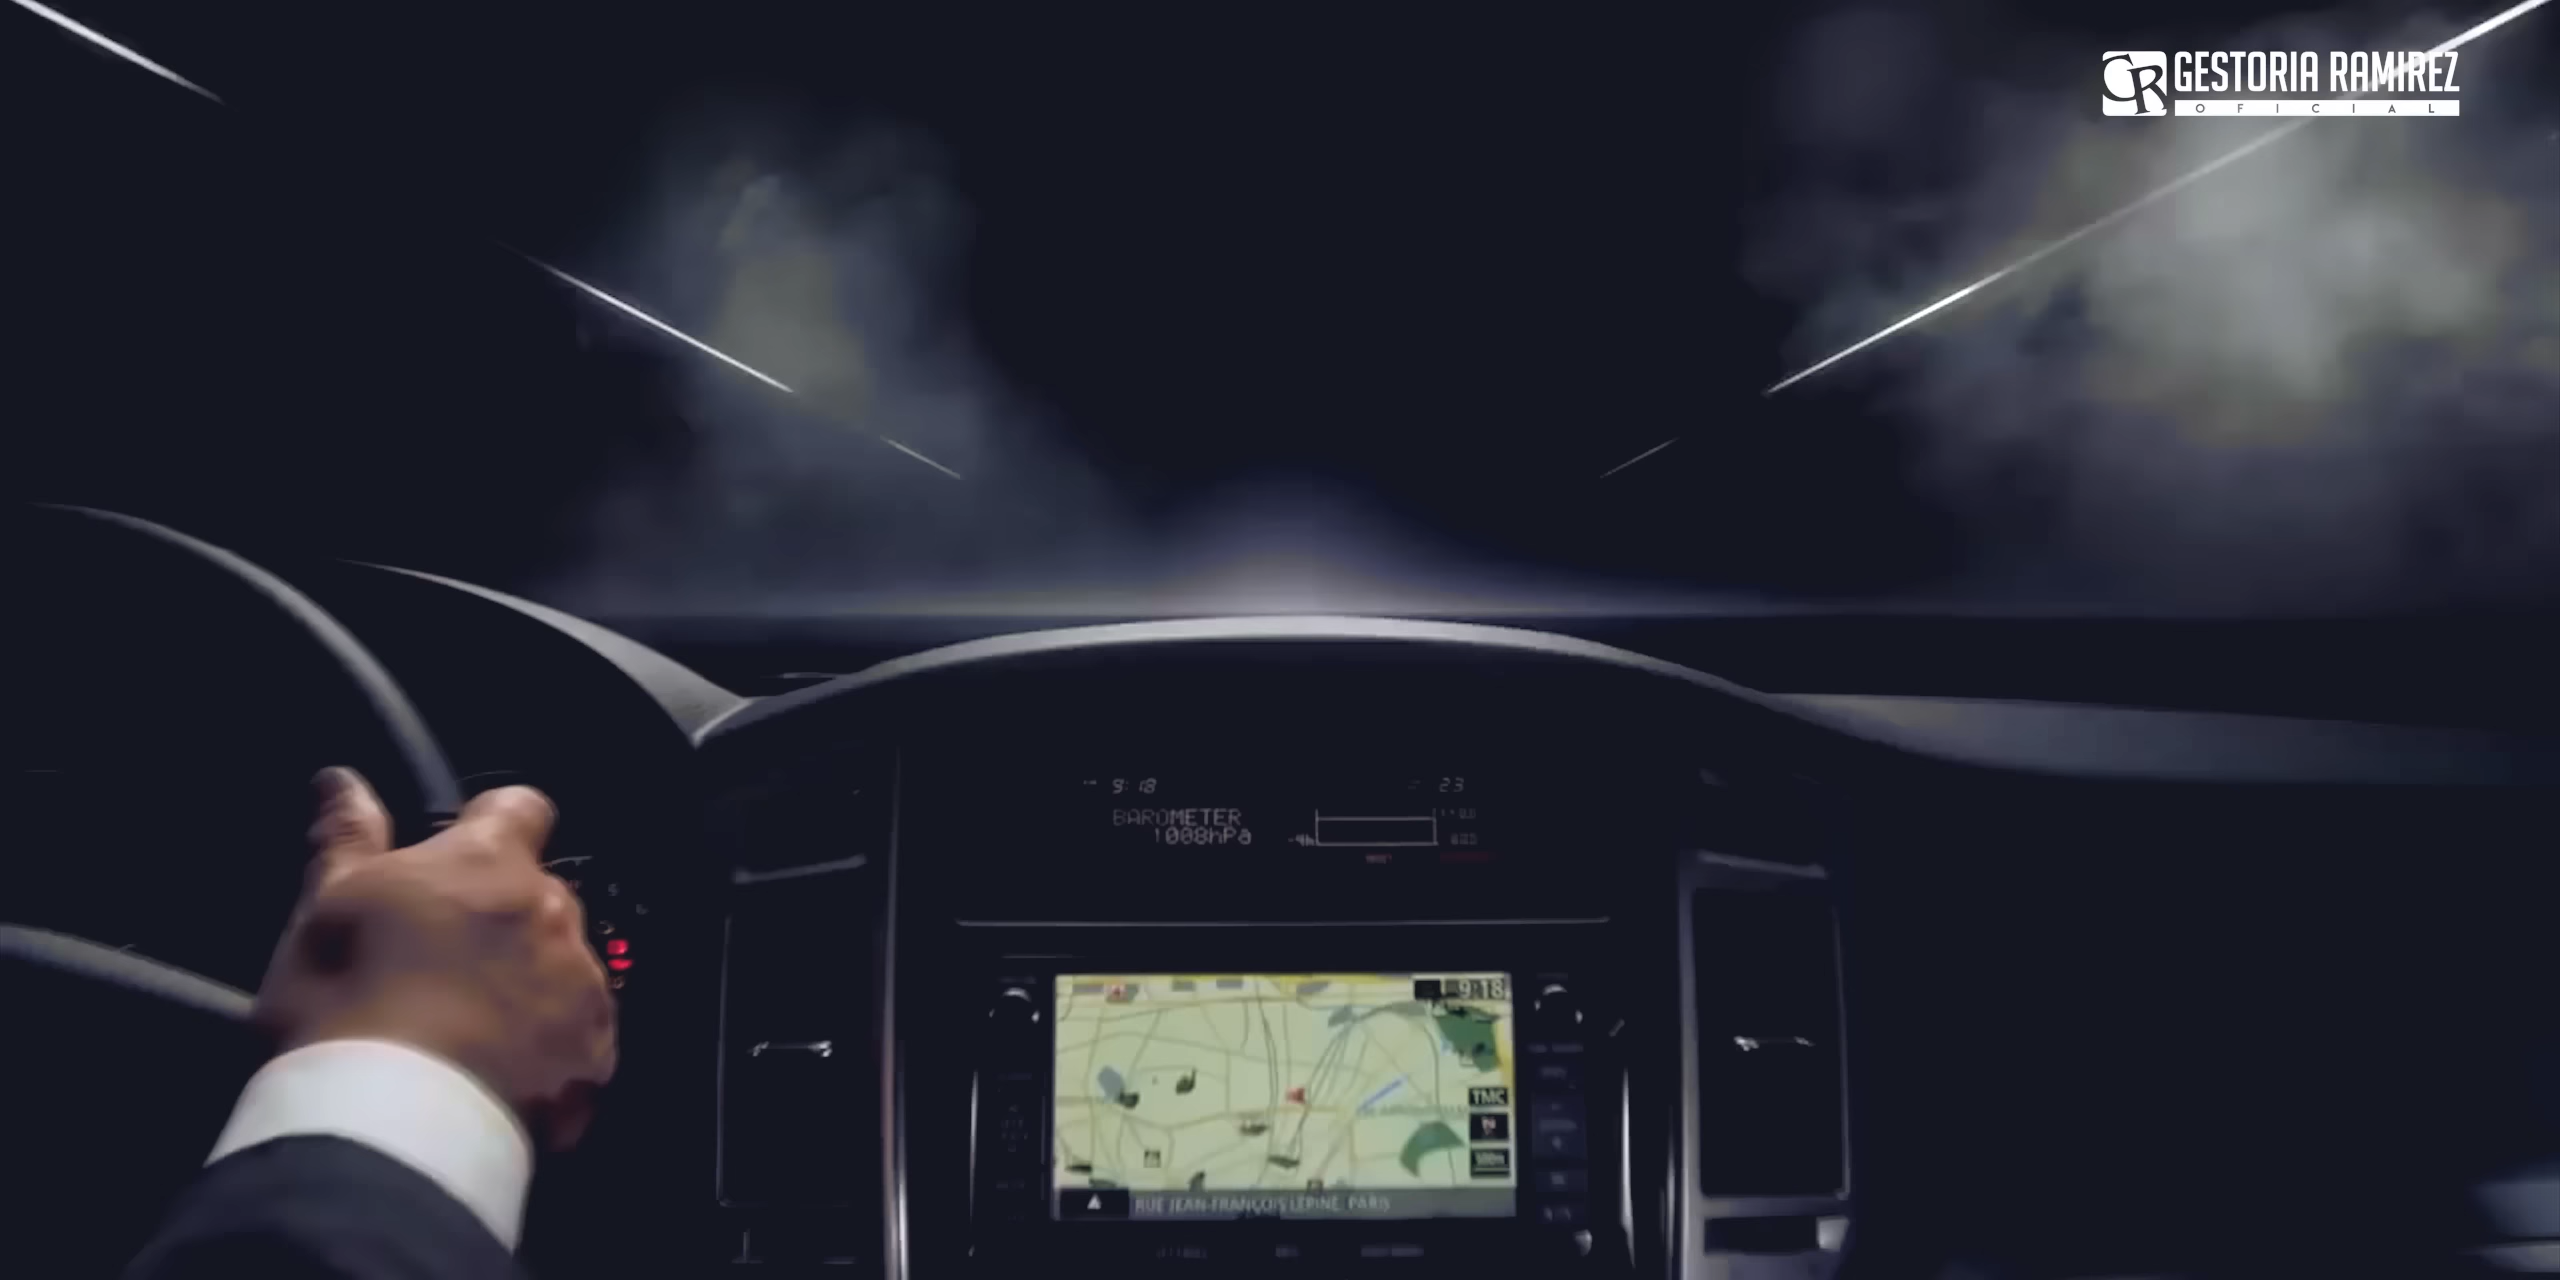 GESTORIA RAMIREZ
OFICIAL
9:18
23
BAROMETER
1008hPa
9:18
TMC
N
RUE JEAN-FRANÇOIS LÉPINE, PARIS